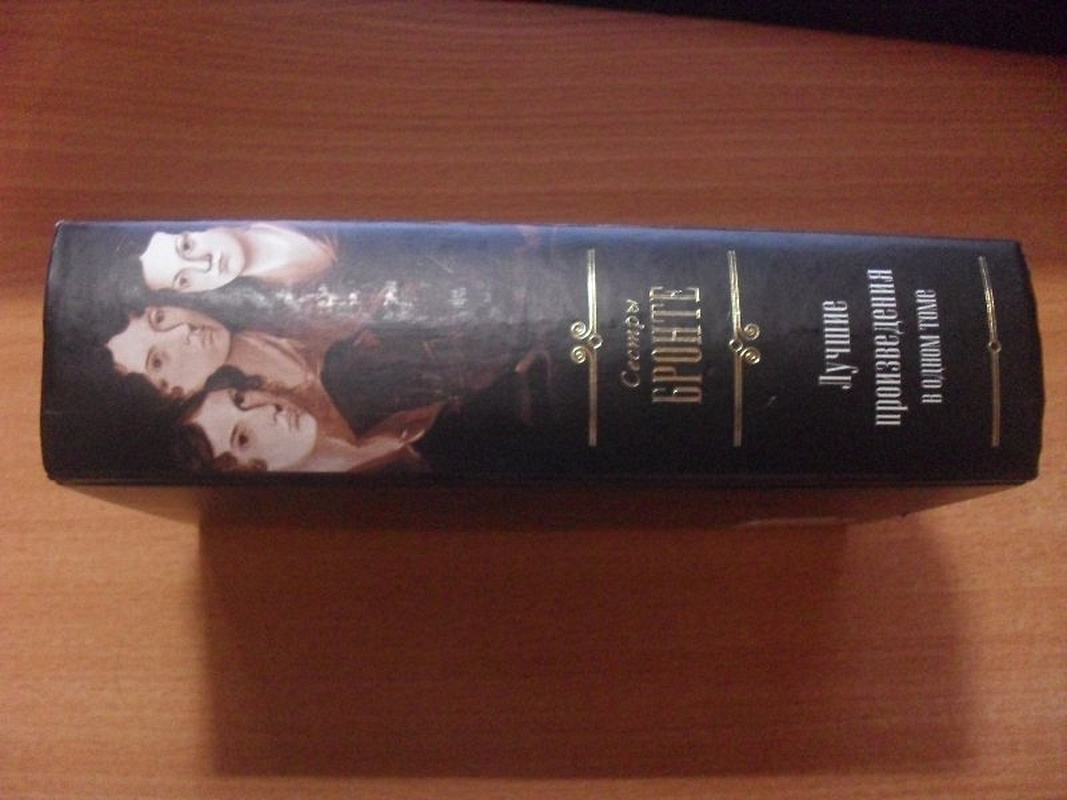 Сестры
БРОНТЕ
Лучшие
произведения
в одном томе